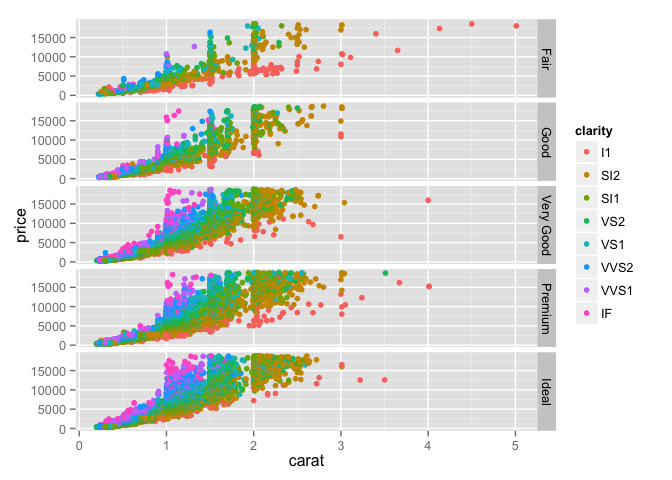 15000
10000
5000
0
Fair
15000
10000
5000
0
Good
15000
10000
5000
0
Very Good
15000
10000
5000
0
Premium
15000
10000
5000
0
Ideal
price
0 1 2 3 4 5
carat
clarity
I1
SI2
SI1
VS2
VS1
VVS2
VVS1
IF